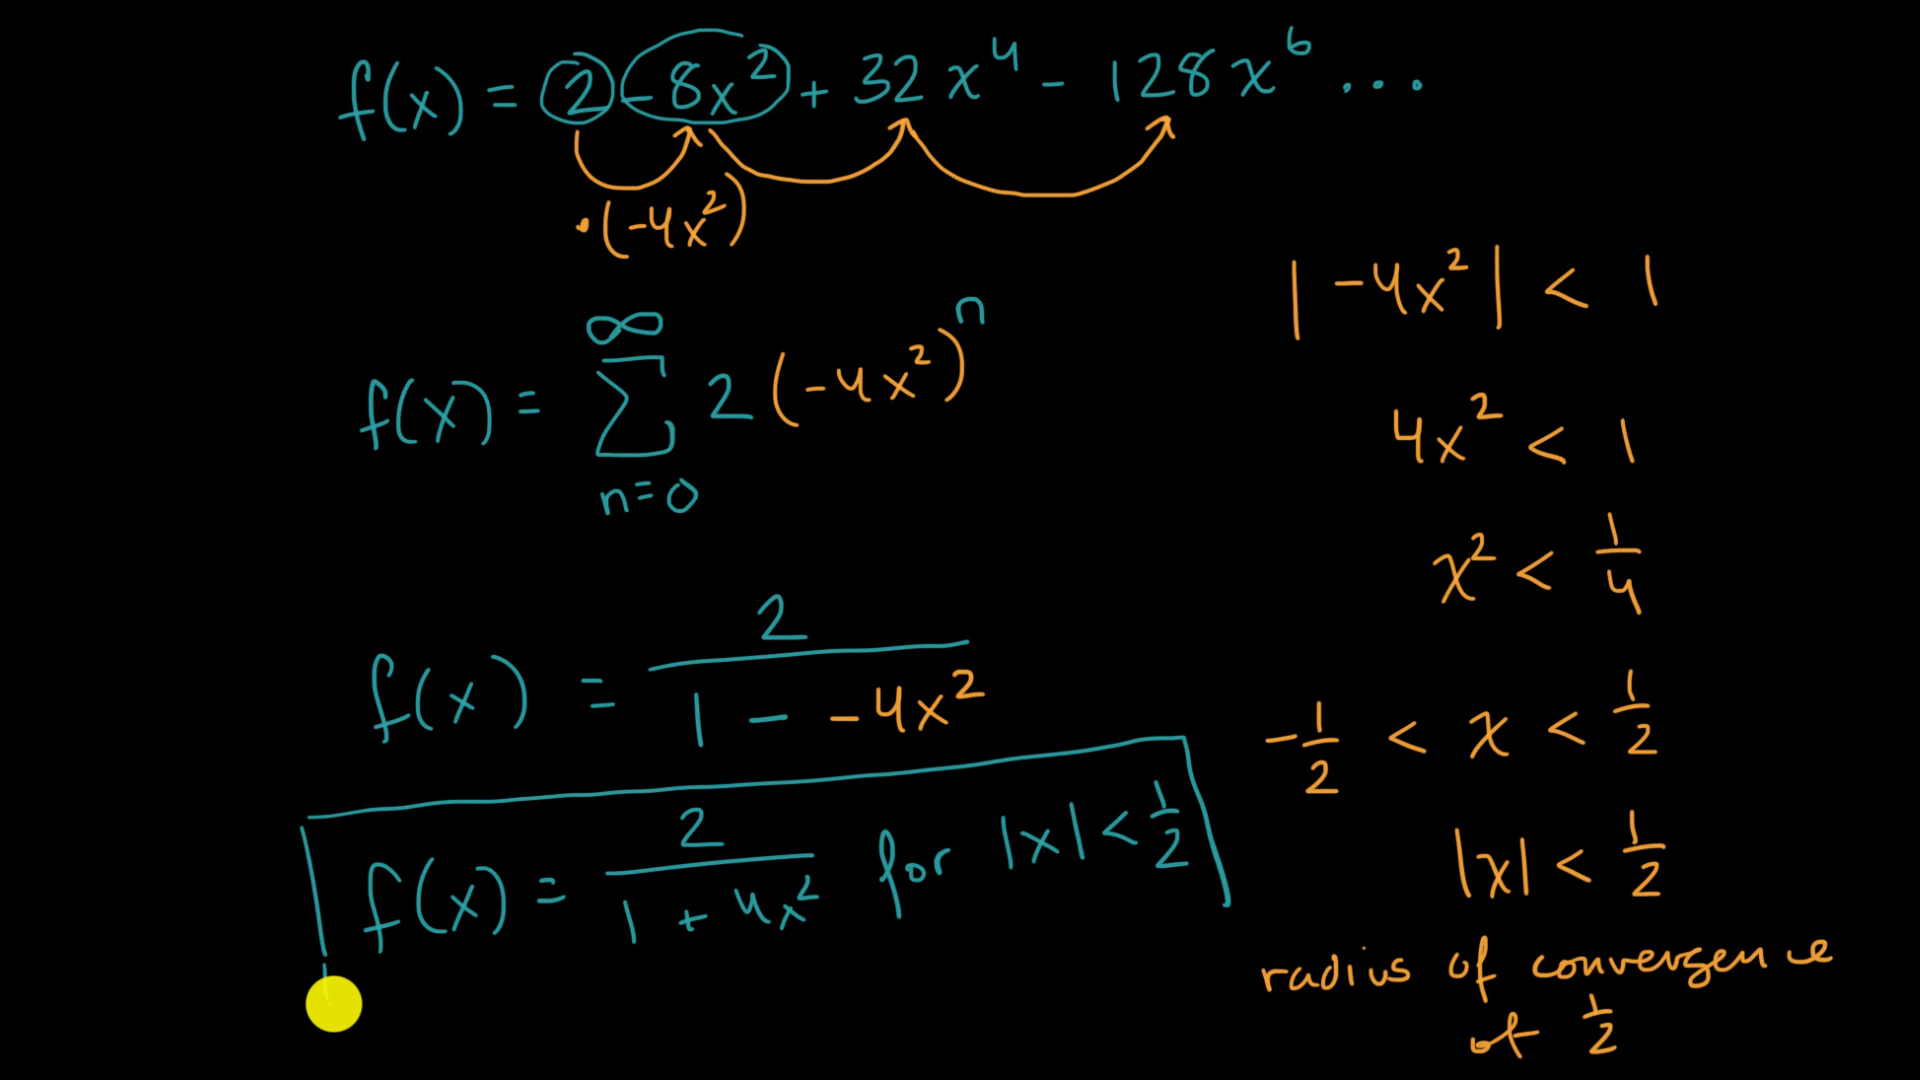 f(x) = 2 - 8x² + 32x⁴ - 128x⁶ ....
·(-4x²)
f(x) = ∞ ∑ n=0 2(-4x²)ⁿ
f(x) = 2 / 1 - -4x²
f(x) = 2 / 1 + 4x² for |x| < 1/2
|-4x²| < 1
4x² < 1
x² < 1/4
-1/2 < x < 1/2
|x| < 1/2
radius of convergence
of 1/2